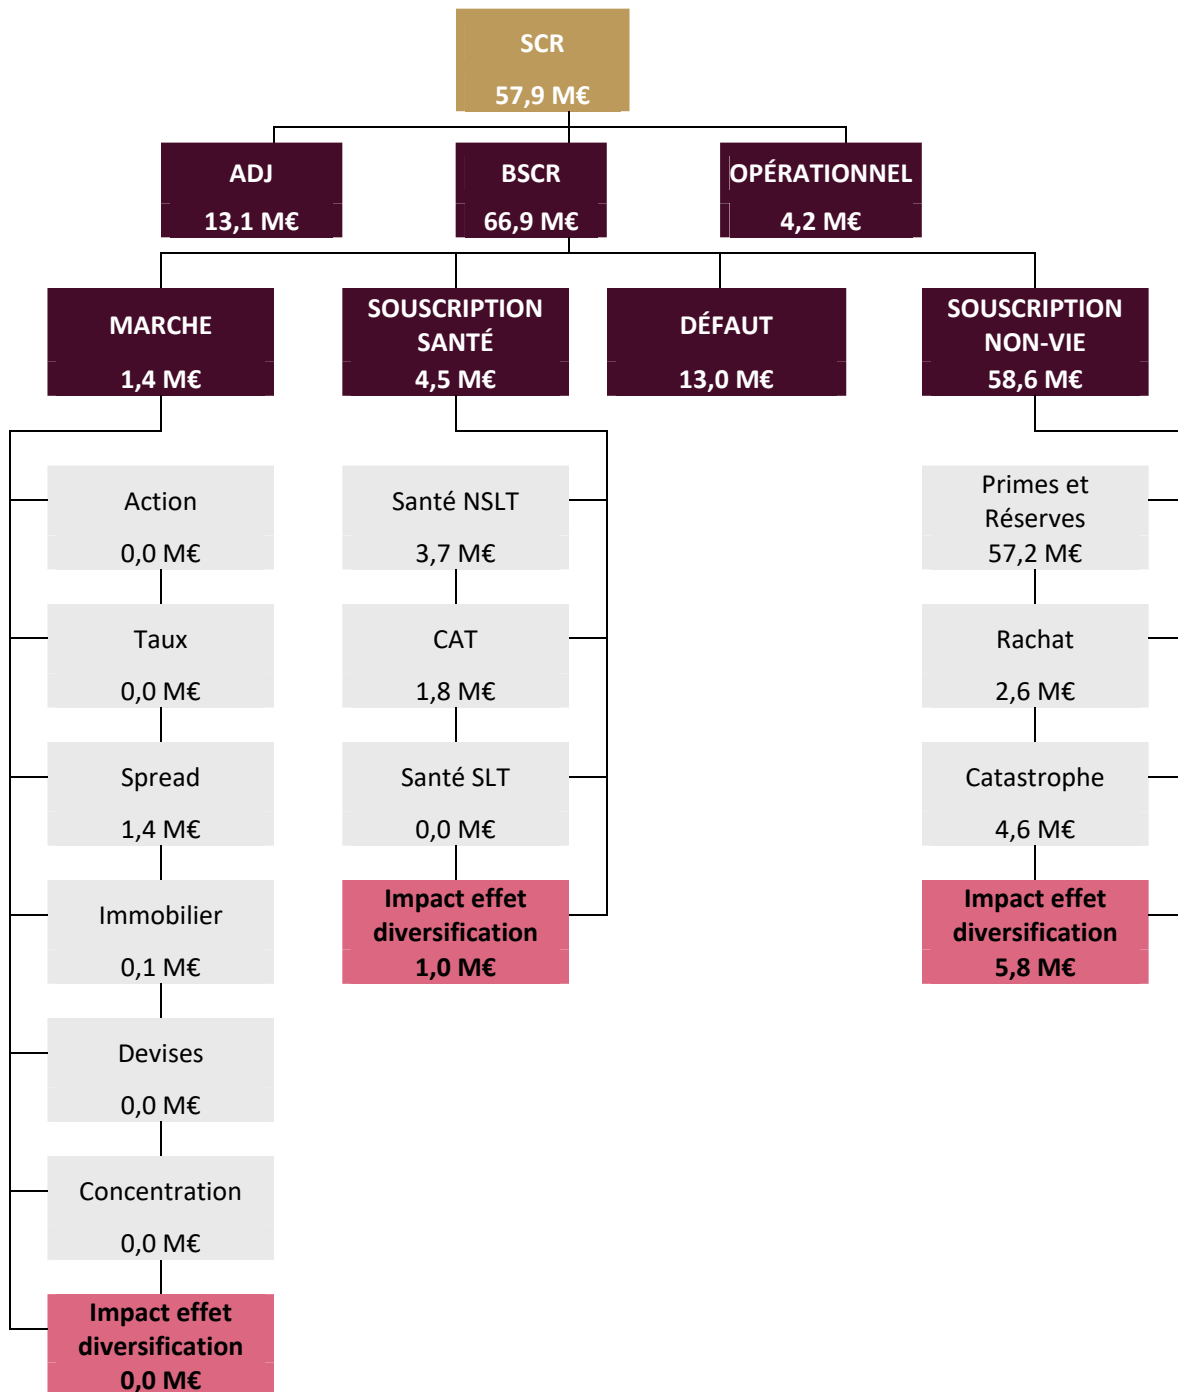 SCR
57,9 M€
ADJ
13,1 M€
BSCR
66,9 M€
OPÉRATIONNEL
4,2 M€
MARCHE
1,4 M€
SOUSCRIPTION
SANTÉ
4,5 M€
DÉFAUT
13,0 M€
SOUSCRIPTION
NON-VIE
58,6 M€
Action
0,0 M€
Taux
0,0 M€
Spread
1,4 M€
Immobilier
0,1 M€
Devises
0,0 M€
Concentration
0,0 M€
Impact effet
diversification
0,0 M€
Santé NSLT
3,7 M€
CAT
1,8 M€
Santé SLT
0,0 M€
Impact effet
diversification
1,0 M€
Primes et
Réserves
57,2 M€
Rachat
2,6 M€
Catastrophe
4,6 M€
Impact effet
diversification
5,8 M€